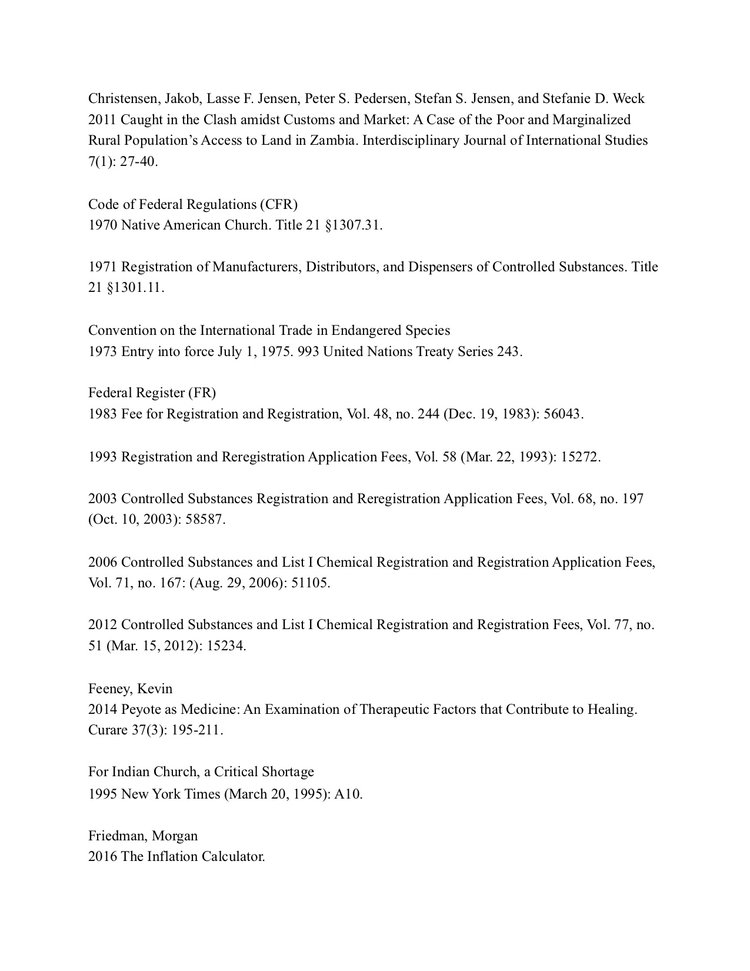 Christensen, Jakob, Lasse F. Jensen, Peter S. Pedersen, Stefan S. Jensen, and Stefanie D. Weck
2011 Caught in the Clash amidst Customs and Market: A Case of the Poor and Marginalized
Rural Population’s Access to Land in Zambia. Interdisciplinary Journal of International Studies
7(1): 27-40.
Code of Federal Regulations (CFR)
1970 Native American Church. Title 21 §1307.31.
1971 Registration of Manufacturers, Distributors, and Dispensers of Controlled Substances. Title
21 §1301.11.
Convention on the International Trade in Endangered Species
1973 Entry into force July 1, 1975. 993 United Nations Treaty Series 243.
Federal Register (FR)
1983 Fee for Registration and Registration, Vol. 48, no. 244 (Dec. 19, 1983): 56043.
1993 Registration and Reregistration Application Fees, Vol. 58 (Mar. 22, 1993): 15272.
2003 Controlled Substances Registration and Reregistration Application Fees, Vol. 68, no. 197
(Oct. 10, 2003): 58587.
2006 Controlled Substances and List I Chemical Registration and Registration Application Fees,
Vol. 71, no. 167: (Aug. 29, 2006): 51105.
2012 Controlled Substances and List I Chemical Registration and Registration Fees, Vol. 77, no.
51 (Mar. 15, 2012): 15234.
Feeney, Kevin
2014 Peyote as Medicine: An Examination of Therapeutic Factors that Contribute to Healing.
Curare 37(3): 195-211.
For Indian Church, a Critical Shortage
1995 New York Times (March 20, 1995): A10.
Friedman, Morgan
2016 The Inflation Calculator.